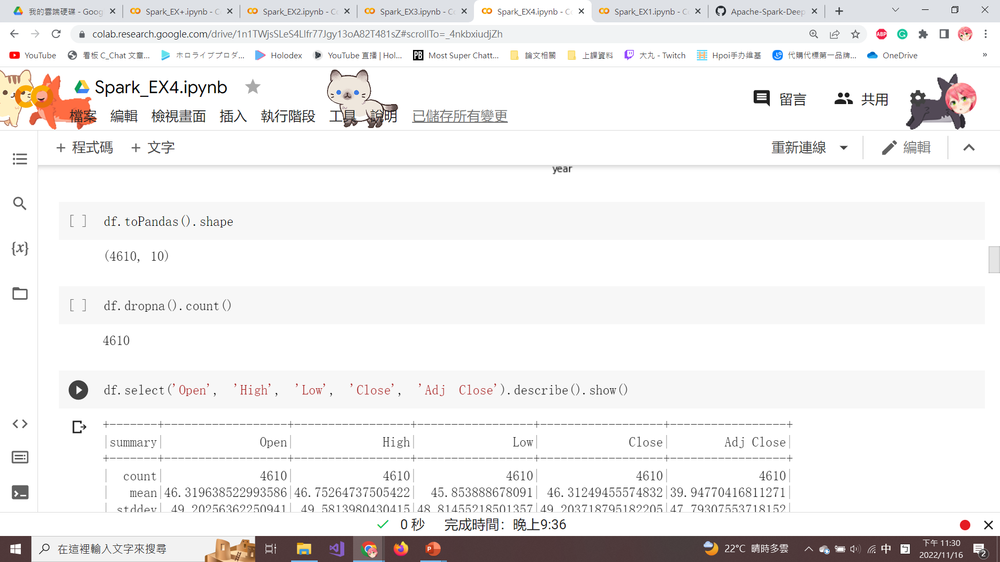 我的雲端硬碟 - Goog
Spark_EX+.ipynb - C
Spark_EX2.ipynb - C
Spark_EX3.ipynb - C
Spark_EX4.ipynb - C
Spark_EX1.ipynb - C
Apache-Spark-Deep
colab.research.google.com/drive/1n1TWjsSLeS4Llfr77Jgy13oA82T481sZ#scrollTo=_4nkbxiudjZh
ABP
YouTube
看板 C_Chat 文章...
ホロライブプロダ...
Holodex
YouTube 直播 | Hol...
PB Most Super Chatt...
論文相關
上課資料
大丸 - Twitch
Hpoi手办维基
代購代標第一品牌...
OneDrive
»
Spark_EX4.ipynb
留言
共用
檔案 編輯 檢視畫面 插入 執行階段 工具 說明 已儲存所有變更
+ 程式碼 + 文字
重新連線
編輯
year
[ ] df.toPandas().shape
(4610, 10)
{x}
[ ] df.dropna().count()
4610
df.select('Open', 'High', 'Low', 'Close', 'Adj Close').describe().show()
+-------+------------------+-----------------+-----------------+------------------+-----------------+
|summary| Open| High| Low| Close| Adj Close|
+-------+------------------+-----------------+-----------------+------------------+-----------------+
| count| 4610| 4610| 4610| 4610| 4610|
| mean|46.319638522993586|46.75264737505422| 45.853888678091| 46.31249455574832|39.94770416811271|
| stddev| 49.20256362250941| 49.5813980430415|48.81455218501357|49.203718795182205|47.79307553718152|
0 秒 完成時間：晚上9:36
在這裡輸入文字來搜尋
22°C 晴時多雲
中
下午 11:30
2022/11/16
2